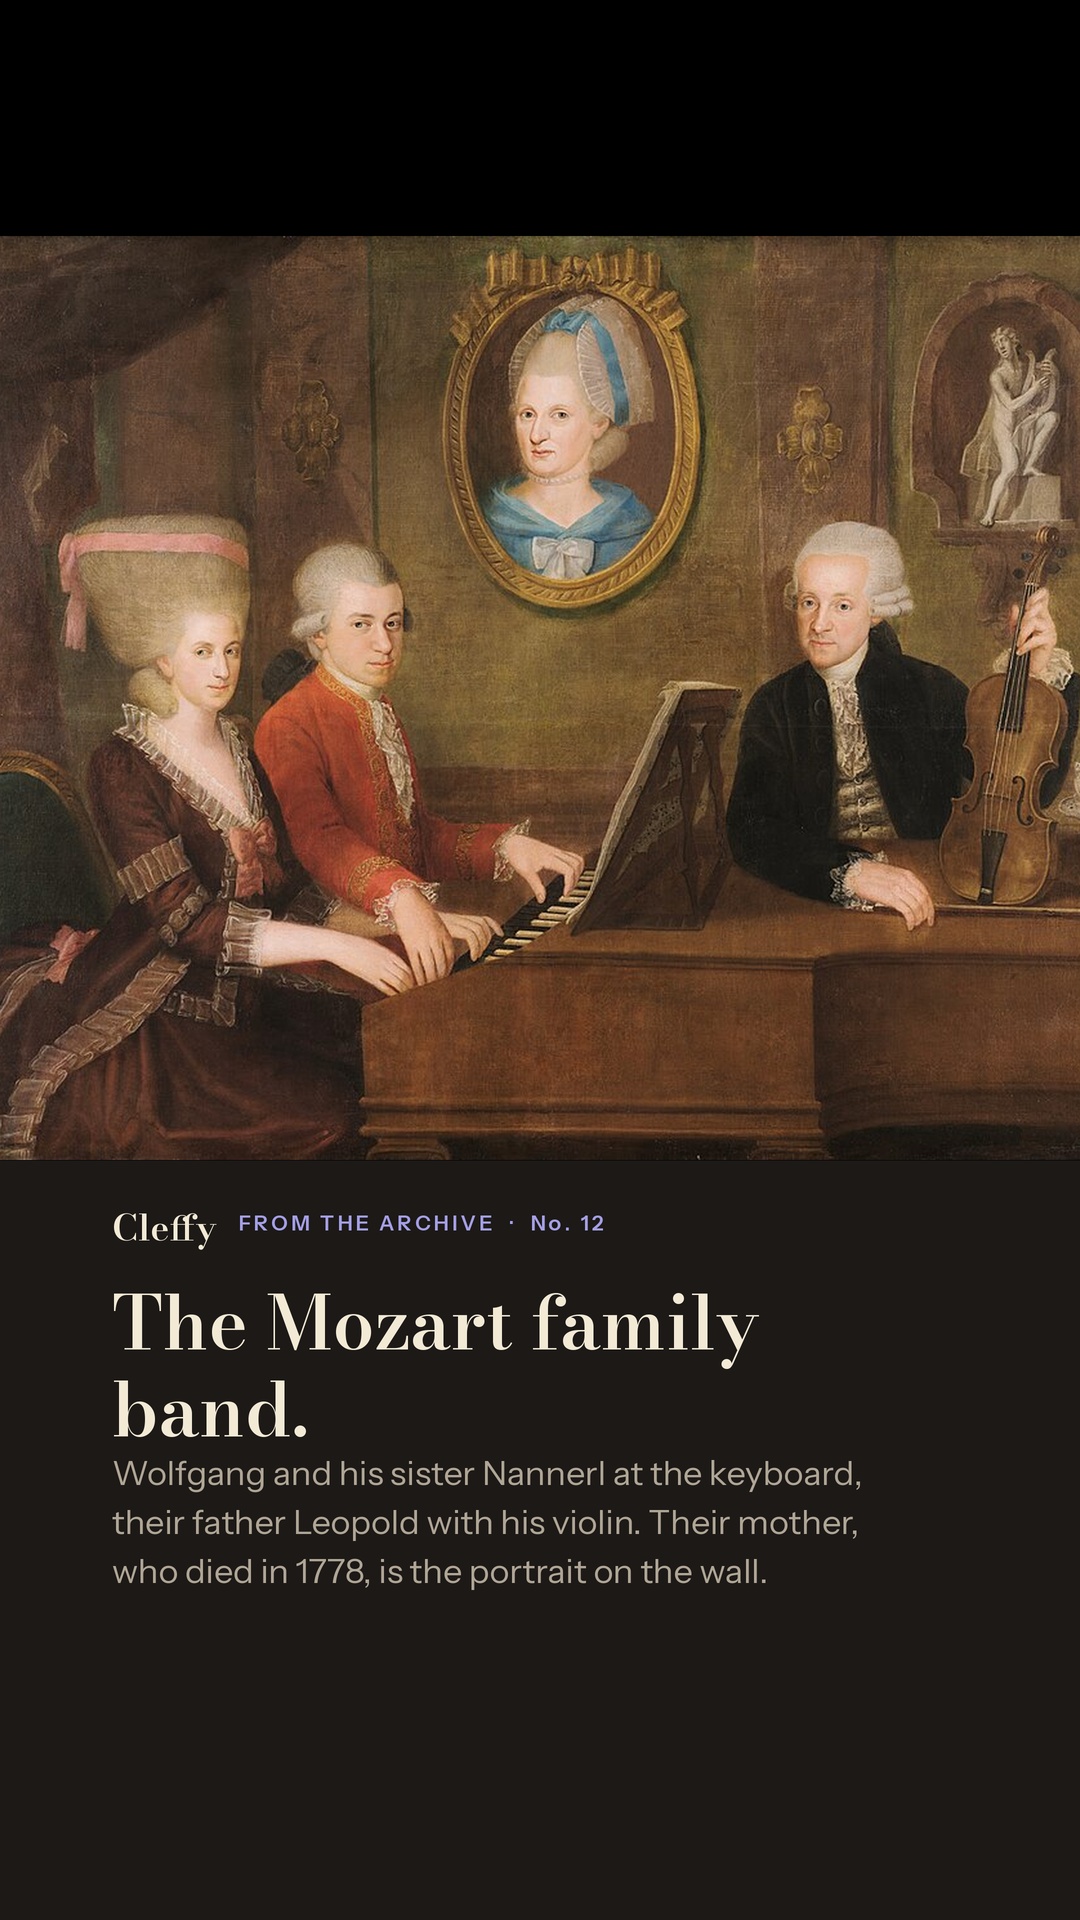 Cleffy FROM THE ARCHIVE · No. 12
The Mozart family
band.
Wolfgang and his sister Nannerl at the keyboard,
their father Leopold with his violin. Their mother,
who died in 1778, is the portrait on the wall.